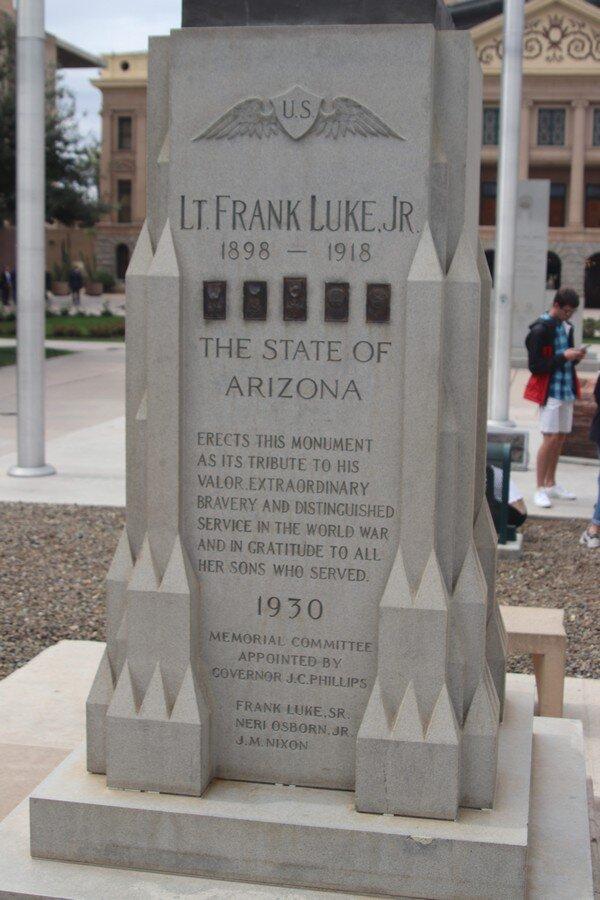 U.S.
LT. FRANK LUKE, JR.
1898 — 1918
THE STATE OF
ARIZONA
ERECTS THIS MONUMENT
AS ITS TRIBUTE TO HIS
VALOR, EXTRAORDINARY
BRAVERY AND DISTINGUISHED
SERVICE IN THE WORLD WAR
AND IN GRATITUDE TO ALL
HER SONS WHO SERVED.
1930
MEMORIAL COMMITTEE
APPOINTED BY
GOVERNOR J.C. PHILLIPS
FRANK LUKE, SR.
NERI OSBORN, JR.
J.M. NIXON